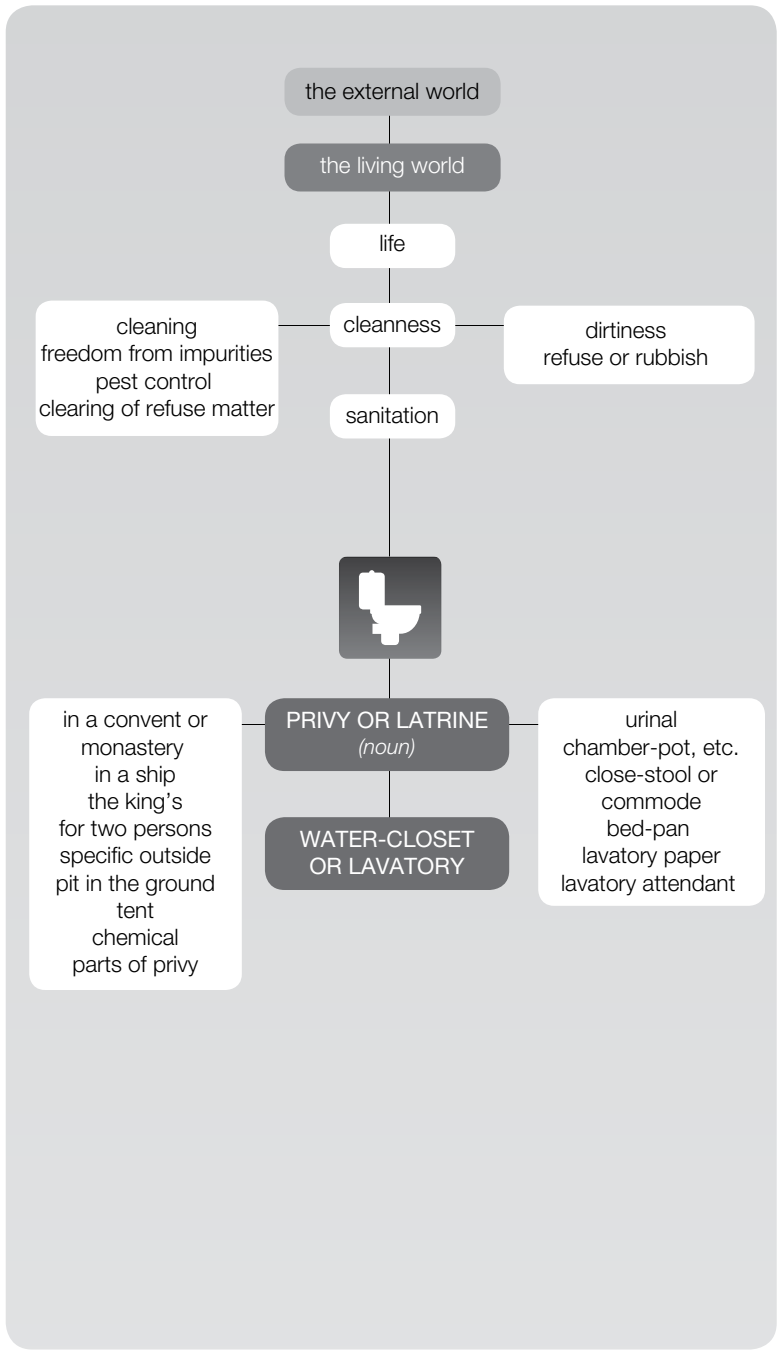 the external world
the living world
life
cleaning
freedom from impurities
pest control
clearing of refuse matter
cleanness
dirtiness
refuse or rubbish
sanitation
in a convent or
monastery
in a ship
the king's
for two persons
specific outside
pit in the ground
tent
chemical
parts of privy
PRIVY OR LATRINE
(noun)
WATER-CLOSET
OR LAVATORY
urinal
chamber-pot, etc.
close-stool or
commode
bed-pan
lavatory paper
lavatory attendant